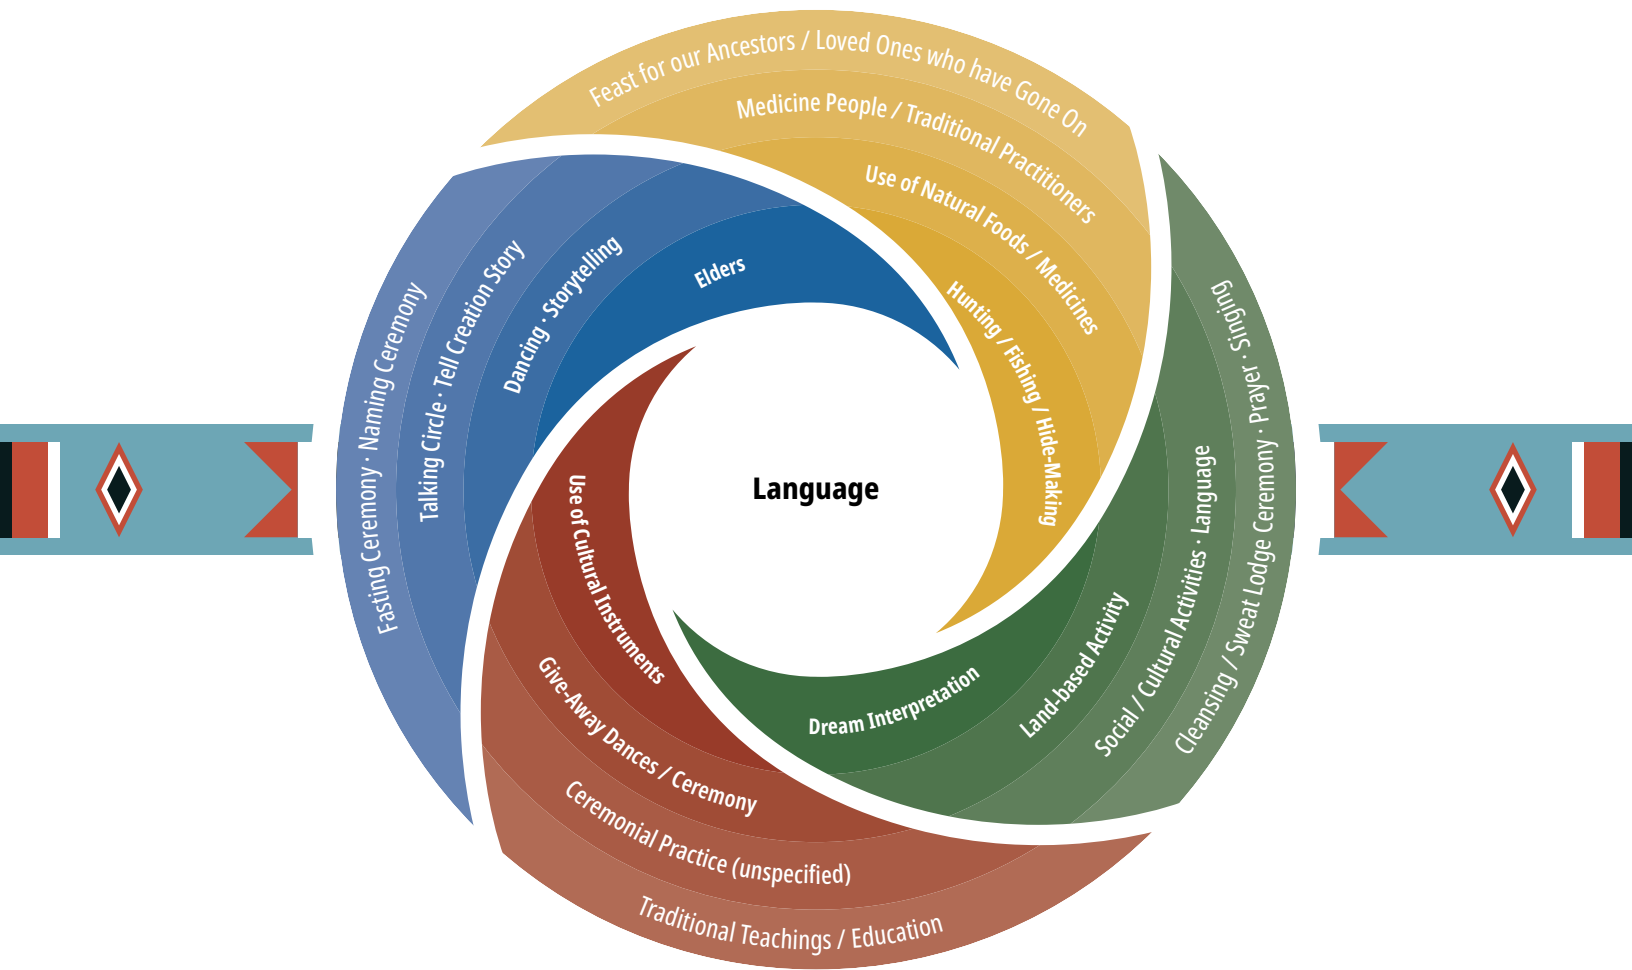 Feast for our Ancestors / Loved Ones who have Gone On
Medicine People / Traditional Practitioners
Use of Natural Foods / Medicines
Hunting / Fishing / Hide-Making
Cleansing / Sweat Lodge Ceremony · Prayer · Singing
Social / Cultural Activities · Language
Land-based Activity
Dream Interpretation
Traditional Teachings / Education
Ceremonial Practice (unspecified)
Give-Away Dances / Ceremony
Use of Cultural Instruments
Fasting Ceremony · Naming Ceremony
Talking Circle · Tell Creation Story
Dancing · Storytelling
Elders
Language